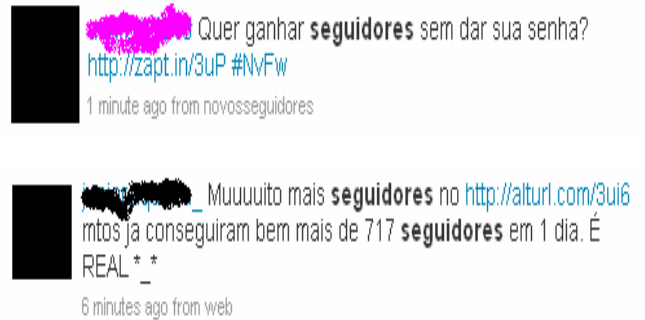 Quer ganhar seguidores sem dar sua senha?
http://zapt.in/3uP #NvFw
1 minute ago from novosseguidores
Muuuuito mais seguidores no http://alturl.com/3ui6
mtos ja conseguiram bem mais de 717 seguidores em 1 dia. É
REAL *_*
6 minutes ago from web